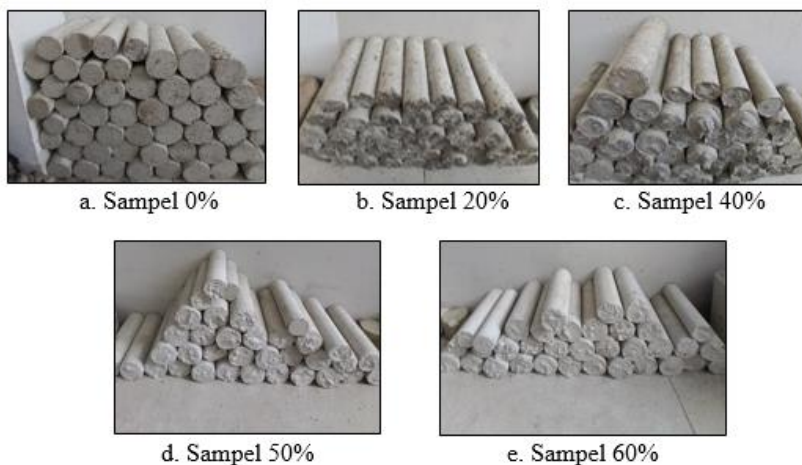 a. Sampel 0%
b. Sampel 20%
c. Sampel 40%
d. Sampel 50%
e. Sampel 60%